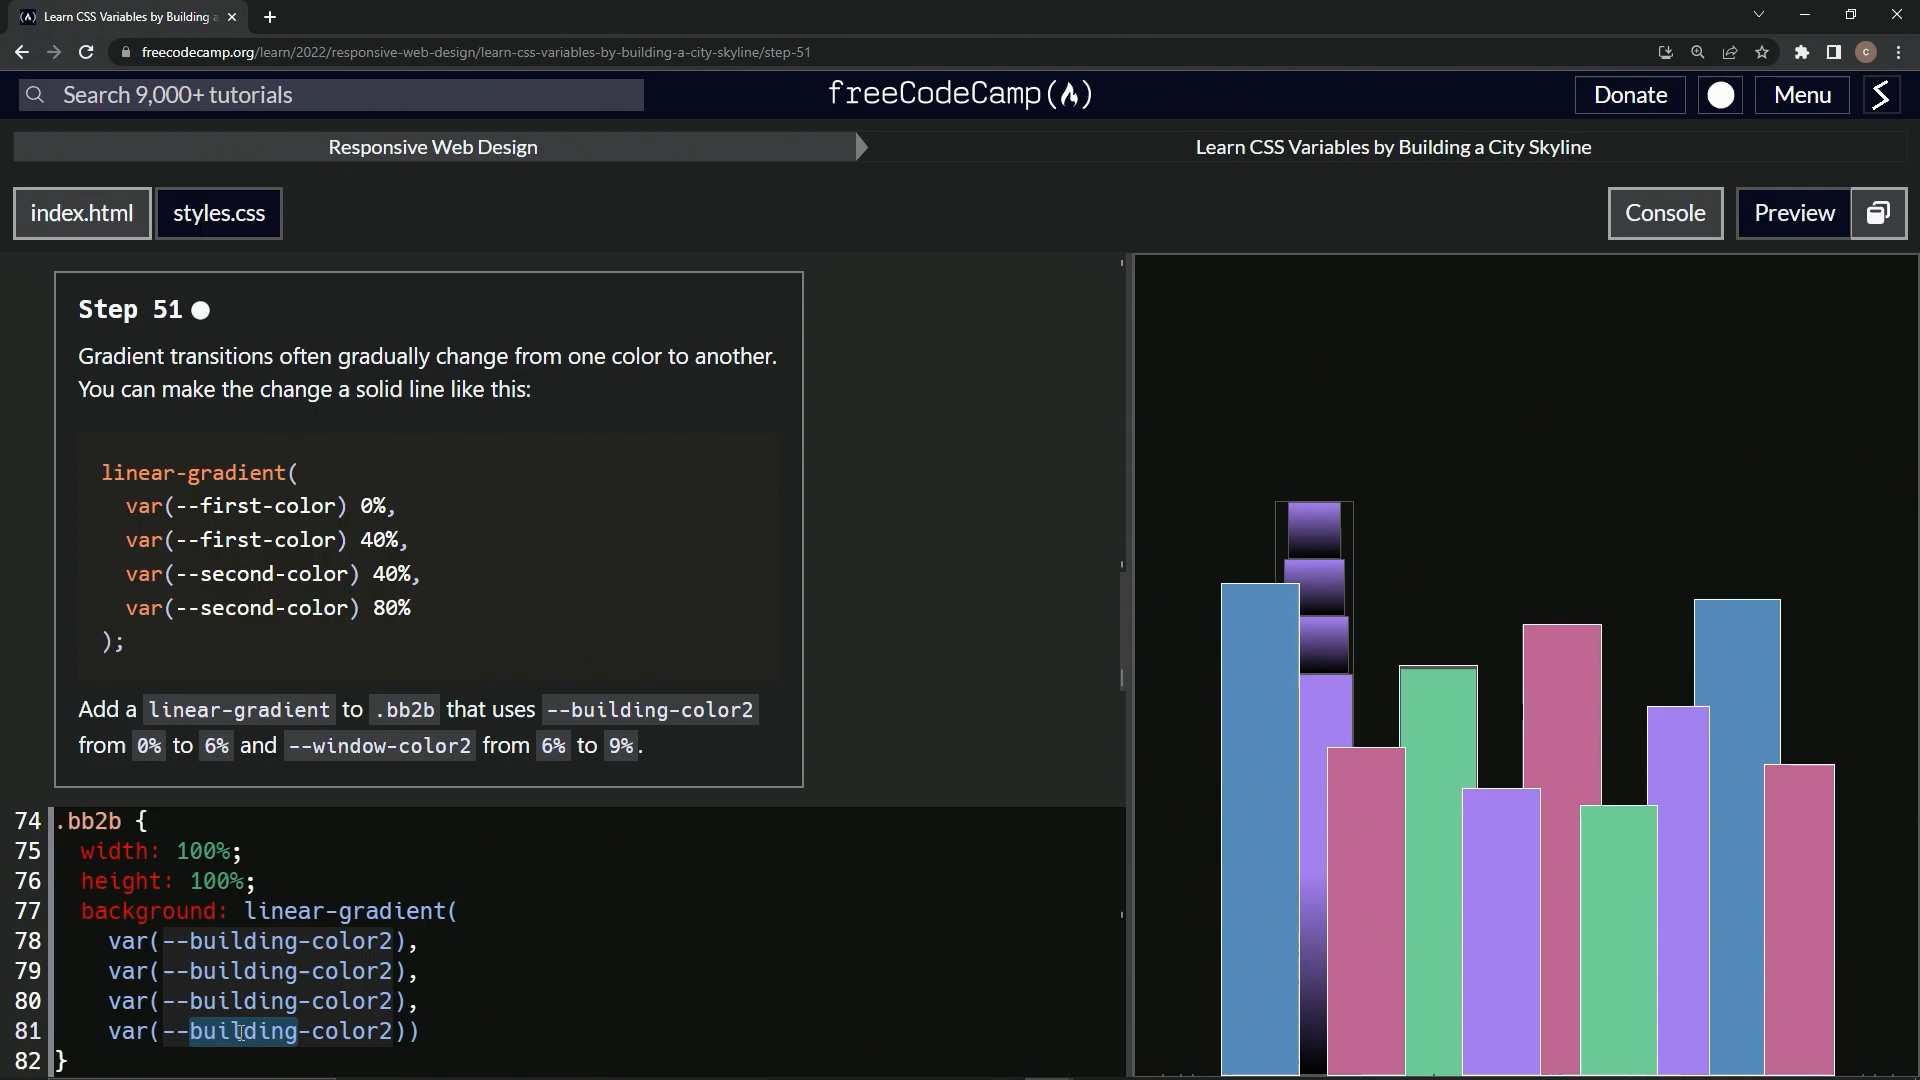 Learn CSS Variables by Building a
freecodecamp.org/learn/2022/responsive-web-design/learn-css-variables-by-building-a-city-skyline/step-51
C
Search 9,000+ tutorials
freeCodeCamp
Donate
Menu
Responsive Web Design
Learn CSS Variables by Building a City Skyline
index.html
styles.css
Console
Preview
Step 51
Gradient transitions often gradually change from one color to another.
You can make the change a solid line like this:
linear-gradient(
var(--first-color) 0%,
var(--first-color) 40%,
var(--second-color) 40%,
var(--second-color) 80%
);
Add a linear-gradient to .bb2b that uses --building-color2
from 0% to 6% and --window-color2 from 6% to 9%.
74 .bb2b {
75 width: 100%;
76 height: 100%;
77 background: linear-gradient(
78 var(--building-color2),
79 var(--building-color2),
80 var(--building-color2),
81 var(--building-color2))
82 }